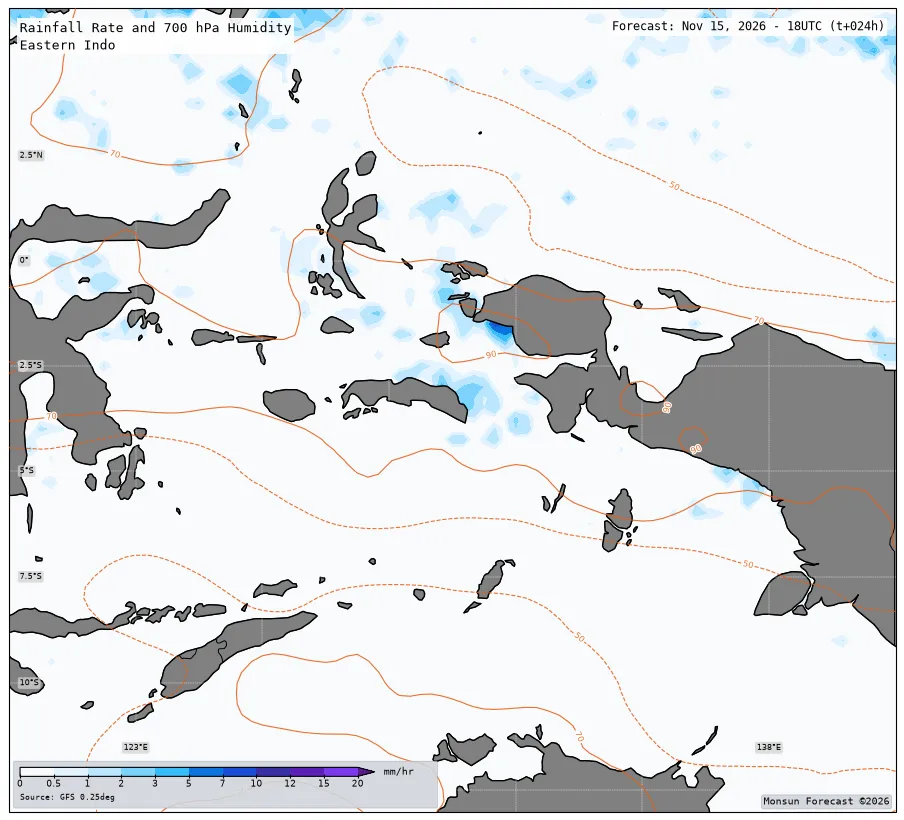 Rainfall Rate and 700 hPa Humidity
Eastern Indo
Forecast: Nov 15, 2026 - 18UTC (t+024h)
70
2.5°N
50
0°
70
90
2.5°S
90
70
90
5°S
50
7.5°S
50
10°S
70
123°E
138°E
0 0.5 1 2 3 5 7 10 12 15 20 mm/hr
Source: GFS 0.25deg
Monsun Forecast ©2026